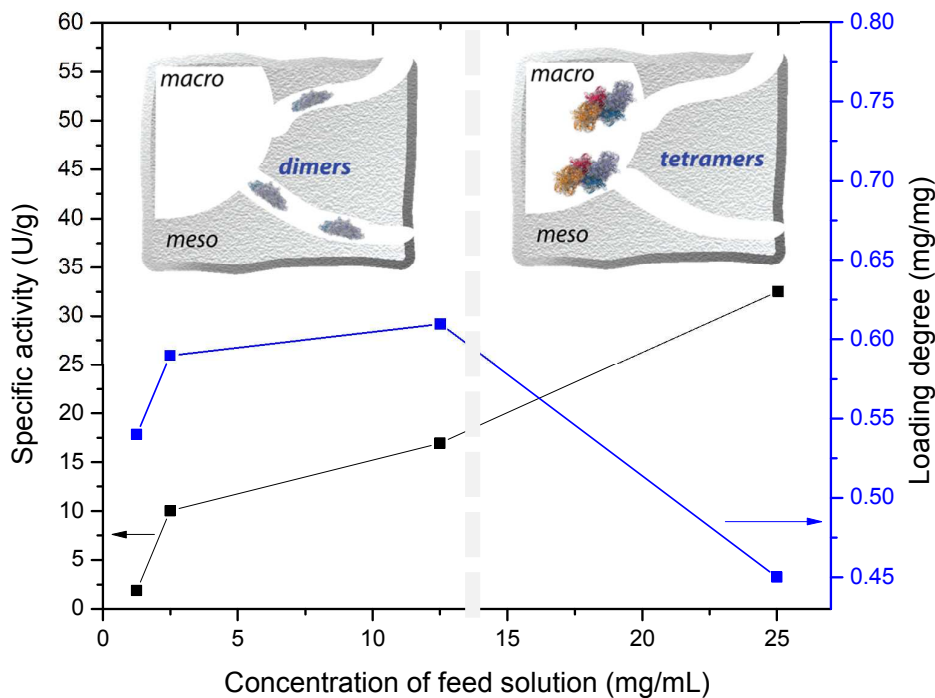 60
55
50
45
40
35
30
25
20
15
10
5
0
Specific activity (U/g)
macro
dimers
meso
macro
tetramers
meso
0.80
0.75
0.70
0.65
0.60
0.55
0.50
0.45
Loading degree (mg/mg)
0 5 10 15 20 25
Concentration of feed solution (mg/mL)